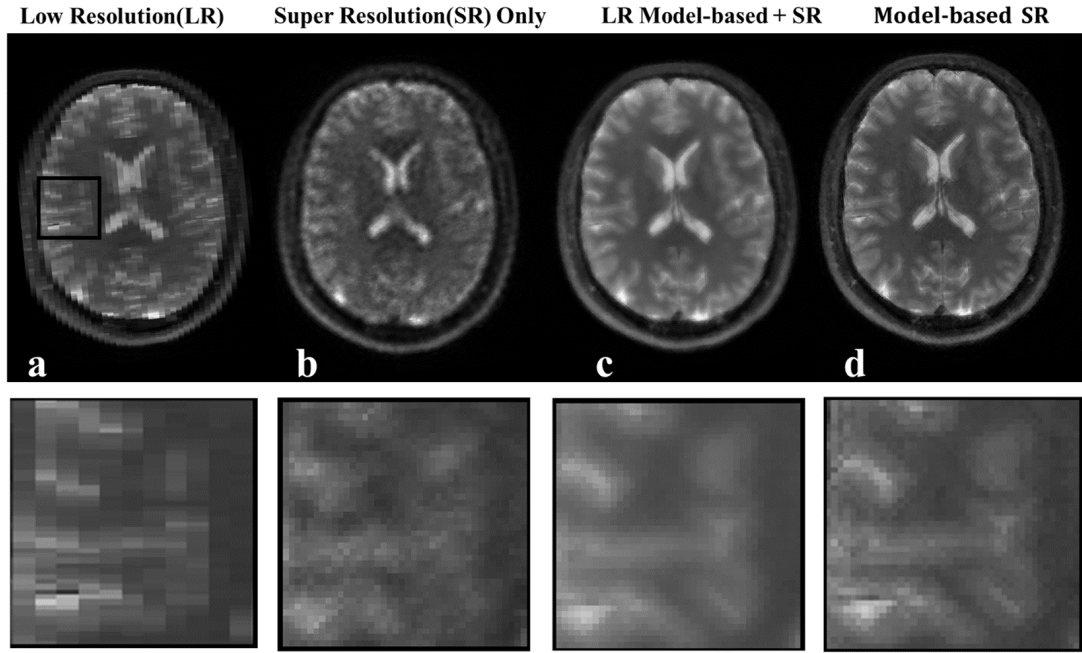 Low Resolution(LR)
Super Resolution(SR) Only
LR Model-based + SR
Model-based SR
a
b
c
d